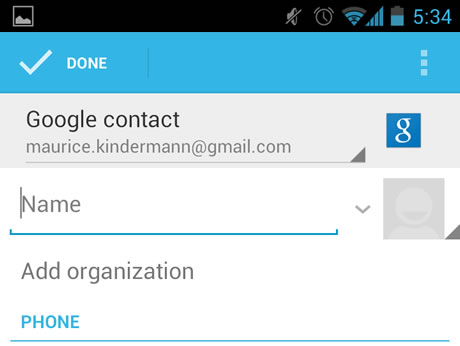 5:34
DONE
Google contact
g
maurice.kindermann@gmail.com
Name
Add organization
PHONE